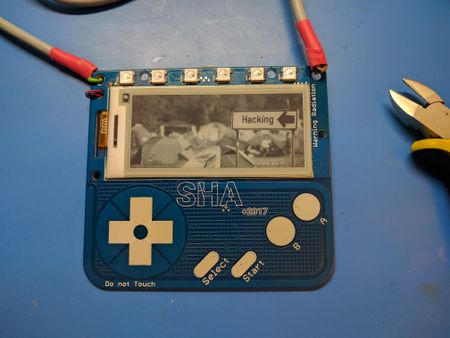 Hacking
Warning Radiation
SHA
2017
A
B
Select
Start
Do not Touch